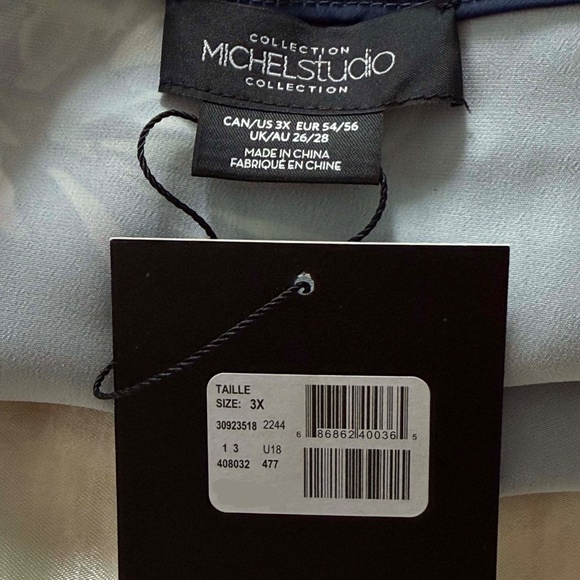 COLLECTION
MICHELStudio
COLLECTION
CAN/US 3X EUR 54/56
UK/AU 26/28
MADE IN CHINA
FABRIQUÉ EN CHINE
TAILLE
SIZE: 3X
30923518 2244
1 3 U18
408032 477
6 86862 40036 5